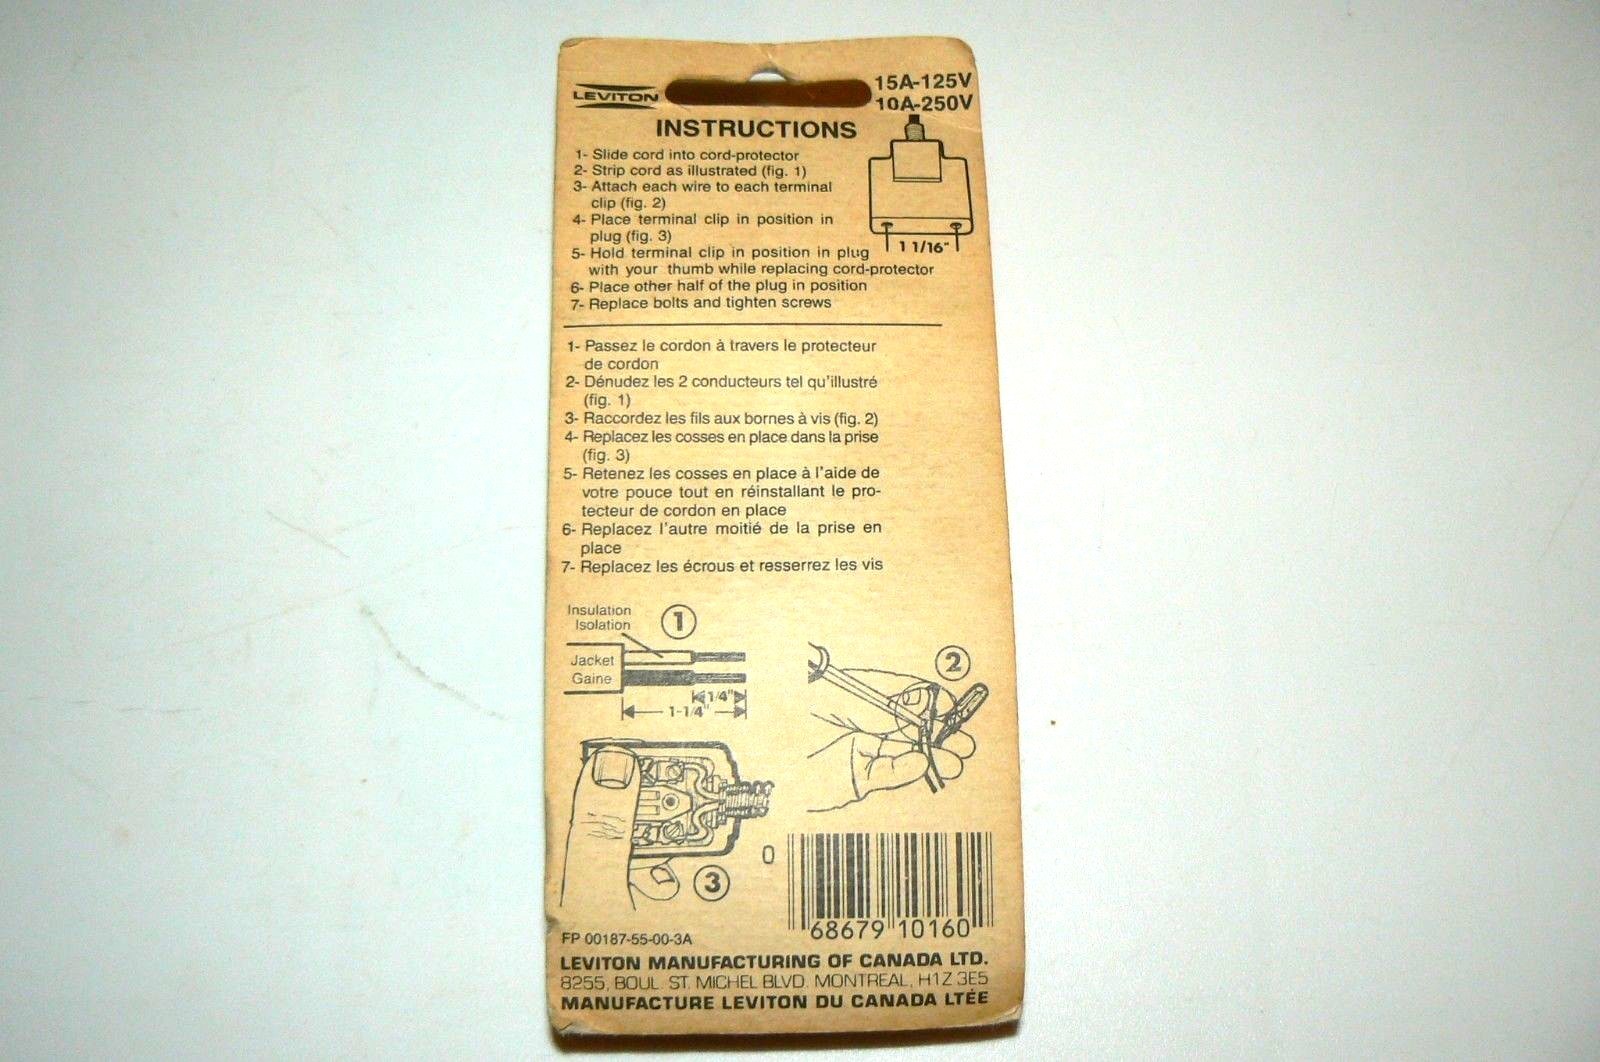 LEVITON
15A-125V
10A-250V
INSTRUCTIONS
1- Slide cord into cord-protector
2- Strip cord as illustrated (fig. 1)
3- Attach each wire to each terminal
clip (fig. 2)
4- Place terminal clip in position in
plug (fig. 3)
5- Hold terminal clip in position in plug
with your thumb while replacing cord-protector
6- Place other half of the plug in position
7- Replace bolts and tighten screws
1 1/16"
1- Passez le cordon à travers le protecteur
de cordon
2- Dénudez les 2 conducteurs tel qu'illustré
(fig. 1)
3- Raccordez les fils aux bornes à vis (fig. 2)
4- Replacez les cosses en place dans la prise
(fig. 3)
5- Retenez les cosses en place à l'aide de
votre pouce tout en réinstallant le pro-
tecteur de cordon en place
6- Replacez l'autre moitié de la prise en
place
7- Replacez les écrous et resserrez les vis
Insulation
Isolation
1
Jacket
Gaine
1/4"
1-1/4"
2
3
0
68679 10160
FP 00187-55-00-3A
LEVITON MANUFACTURING OF CANADA LTD.
8255, BOUL. ST. MICHEL BLVD. MONTREAL, H1Z 3E5
MANUFACTURE LEVITON DU CANADA LTÉE